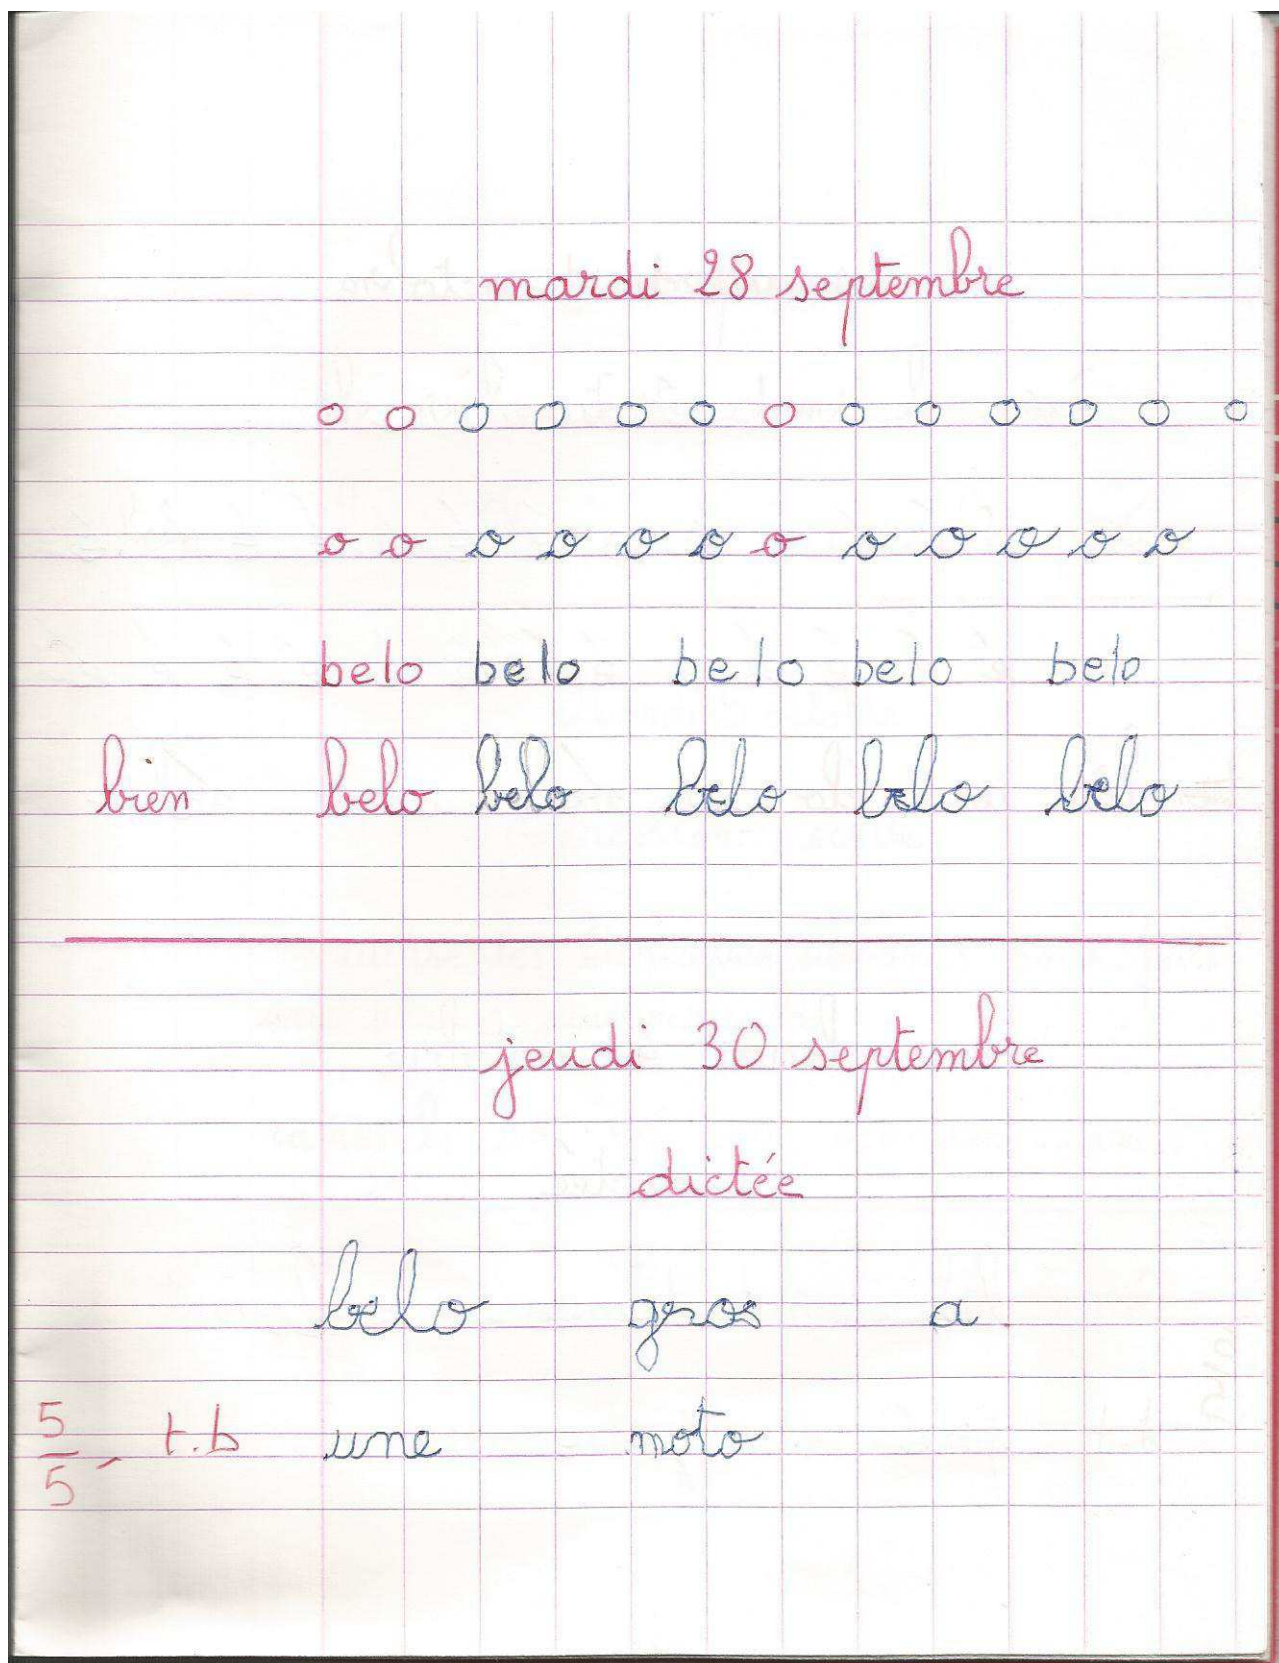 mardi 28 septembre
o o o o o o o o o o o o o
o o o o o o o o o o o o
belo belo belo belo belo
bien belo belo belo belo belo
jeudi 30 septembre
dictée
belo gros a
5/5 t.b une moto